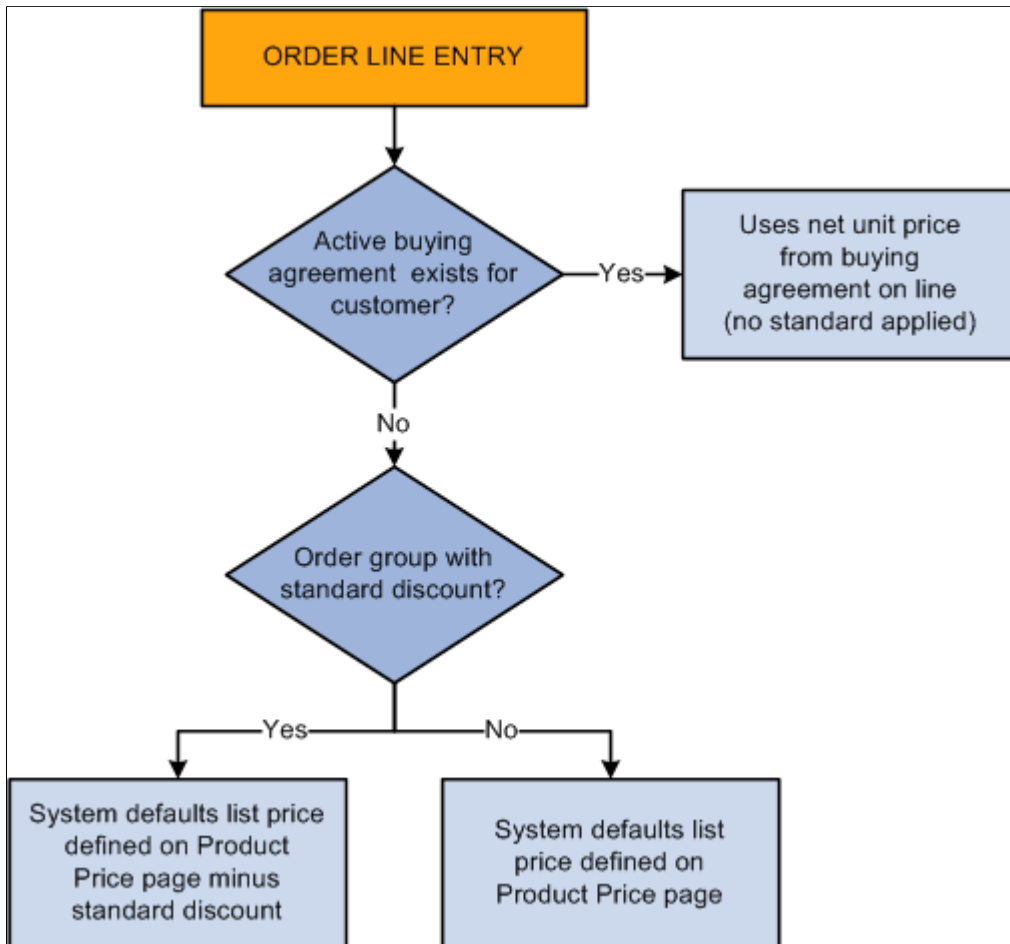 ORDER LINE ENTRY
Active buying
agreement exists for
customer?
Yes
Uses net unit price
from buying
agreement on line
(no standard applied)
No
Order group with
standard discount?
Yes
No
System defaults list price
defined on Product
Price page minus
standard discount
System defaults list
price defined on
Product Price page